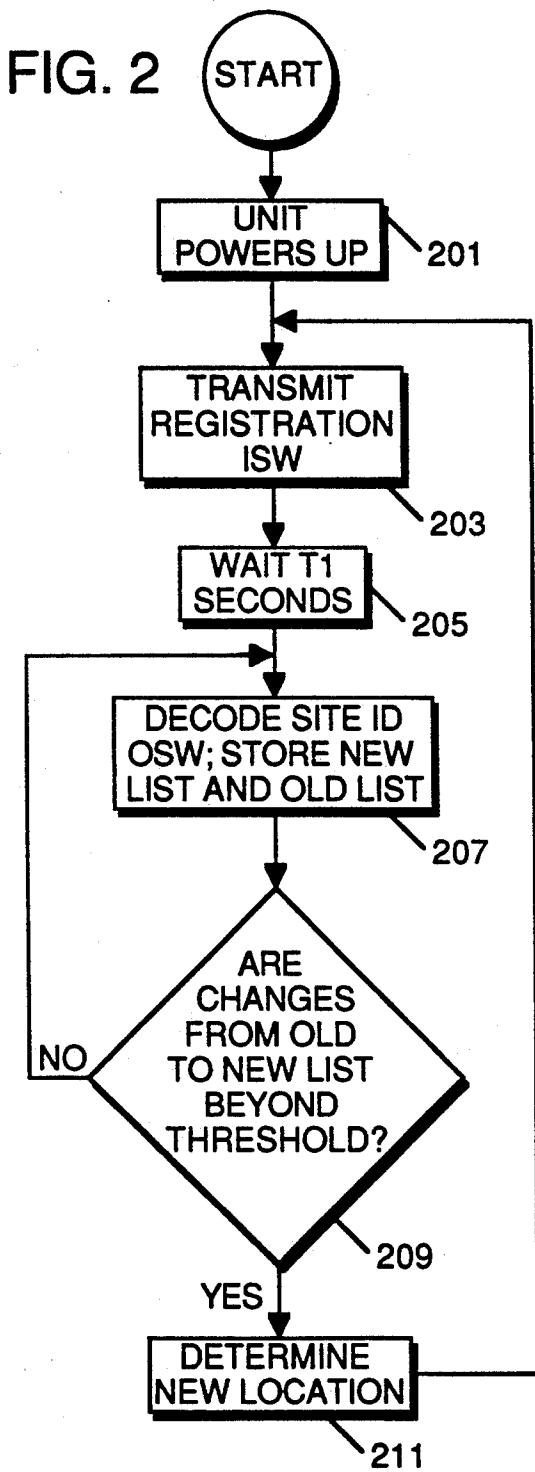 FIG. 2
START
UNIT
POWERS UP
201
TRANSMIT
REGISTRATION
ISW
203
WAIT T1
SECONDS
205
DECODE SITE ID
OSW; STORE NEW
LIST AND OLD LIST
207
ARE
CHANGES
FROM OLD
TO NEW LIST
BEYOND
THRESHOLD?
NO
209
YES
DETERMINE
NEW LOCATION
211